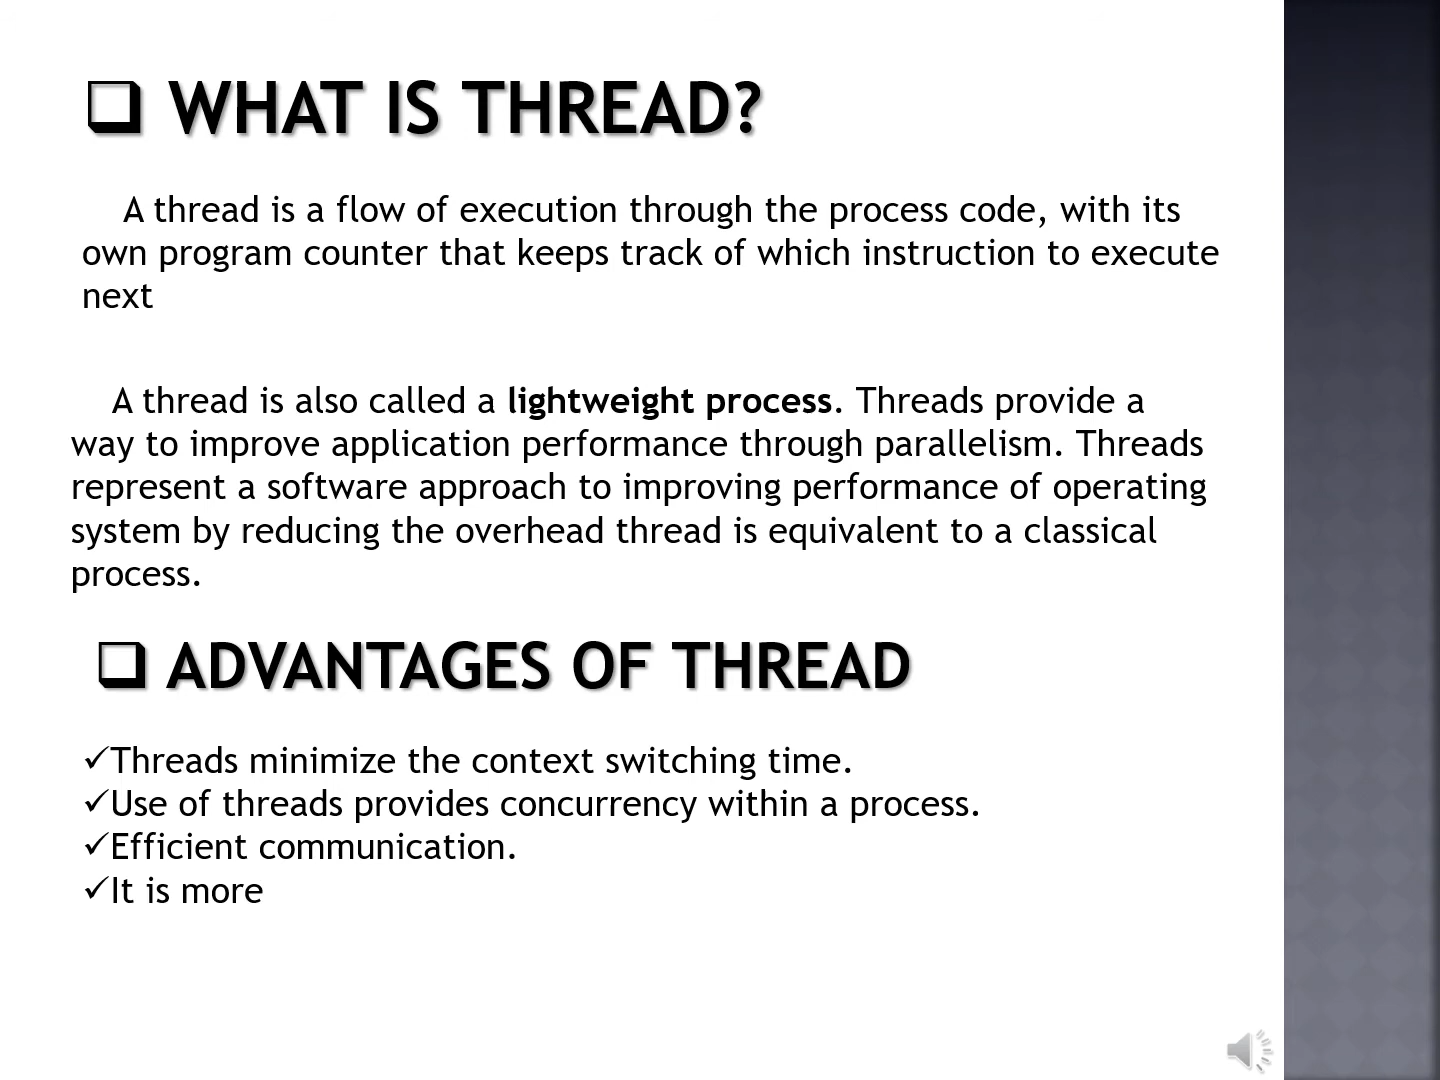 ❑ WHAT IS THREAD?
A thread is a flow of execution through the process code, with its
own program counter that keeps track of which instruction to execute
next
A thread is also called a lightweight process. Threads provide a
way to improve application performance through parallelism. Threads
represent a software approach to improving performance of operating
system by reducing the overhead thread is equivalent to a classical
process.
❑ ADVANTAGES OF THREAD
✓Threads minimize the context switching time.
✓Use of threads provides concurrency within a process.
✓Efficient communication.
✓It is more